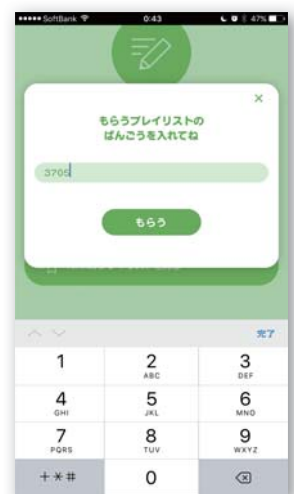 SoftBank 0:43 47%
×
もらうプレイリストの
ばんごうを入れてね
3705
もらう
完了
1 2 3
ABC DEF
4 5 6
GHI JKL MNO
7 8 9
PQRS TUV WXYZ
+*# 0